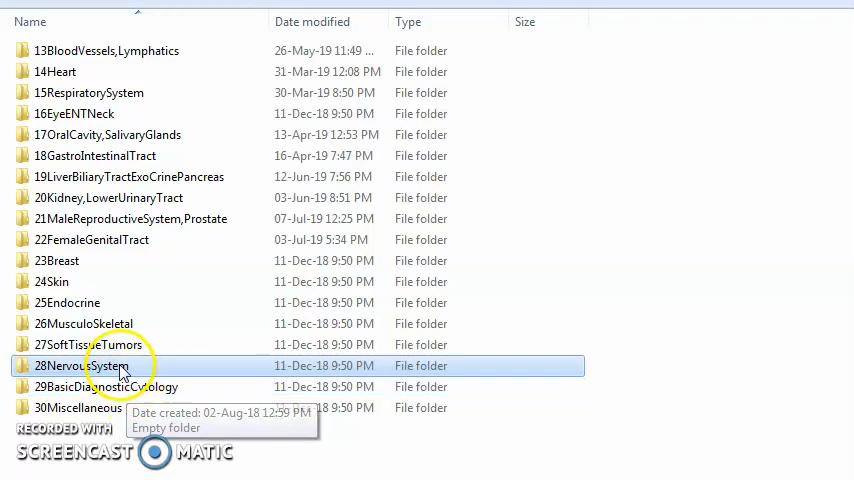 Name Date modified Type Size
13BloodVessels,Lymphatics 26-May-19 11:49 ... File folder
14Heart 31-Mar-19 12:08 PM File folder
15RespiratorySystem 30-Mar-19 8:50 PM File folder
16EyeENTNeck 11-Dec-18 9:50 PM File folder
17OralCavity,SalivaryGlands 13-Apr-19 12:53 PM File folder
18GastroIntestinalTract 16-Apr-19 7:47 PM File folder
19LiverBiliaryTractExoCrinePancreas 12-Jun-19 7:56 PM File folder
20Kidney,LowerUrinaryTract 03-Jun-19 8:51 PM File folder
21MaleReproductiveSystem,Prostate 07-Jul-19 12:25 PM File folder
22FemaleGenitalTract 03-Jul-19 5:34 PM File folder
23Breast 11-Dec-18 9:50 PM File folder
24Skin 11-Dec-18 9:50 PM File folder
25Endocrine 11-Dec-18 9:50 PM File folder
26MusculoSkeletal 11-Dec-18 9:50 PM File folder
27SoftTissueTumors 11-Dec-18 9:50 PM File folder
28NervousSystem 11-Dec-18 9:50 PM File folder
29BasicDiagnosticCytology 11-Dec-18 9:50 PM File folder
30Miscellaneous 9:50 PM File folder
Date created: 02-Aug-18 12:59 PM
Empty folder
RECORDED WITH
SCREENCAST MATIC